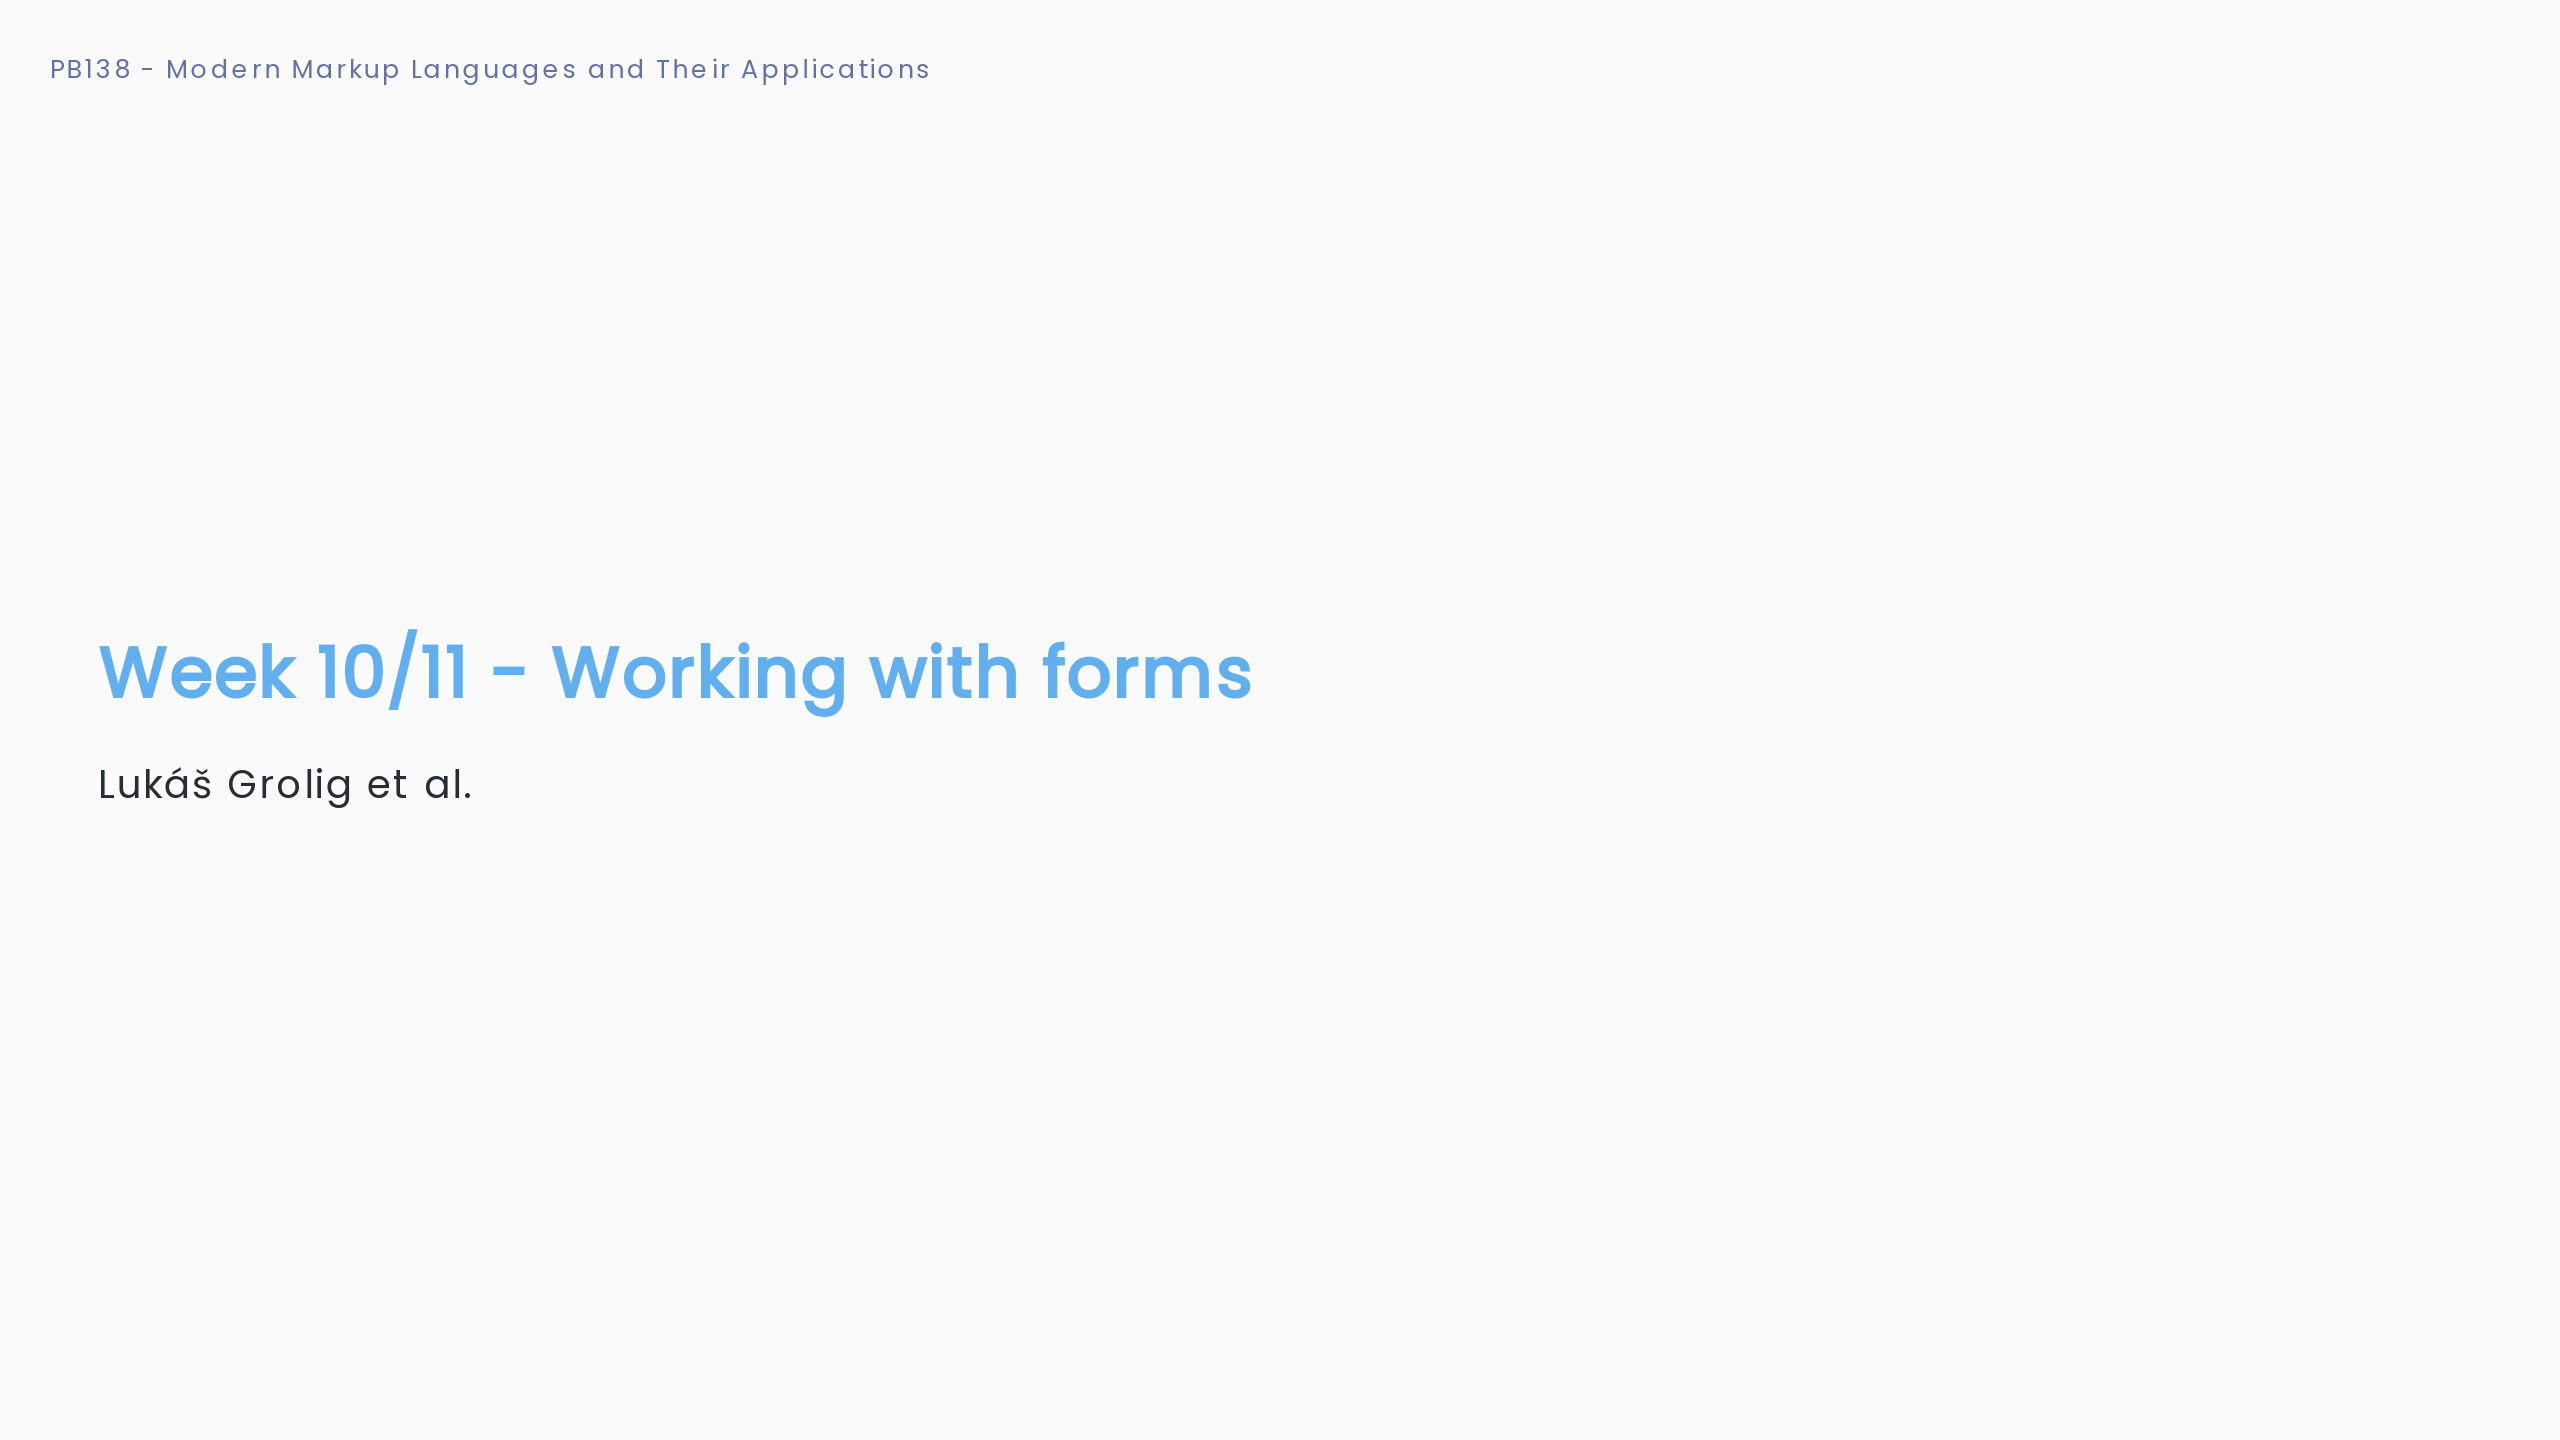 PB138 - Modern Markup Languages and Their Applications
Week 10/11 - Working with forms
Lukáš Grolig et al.